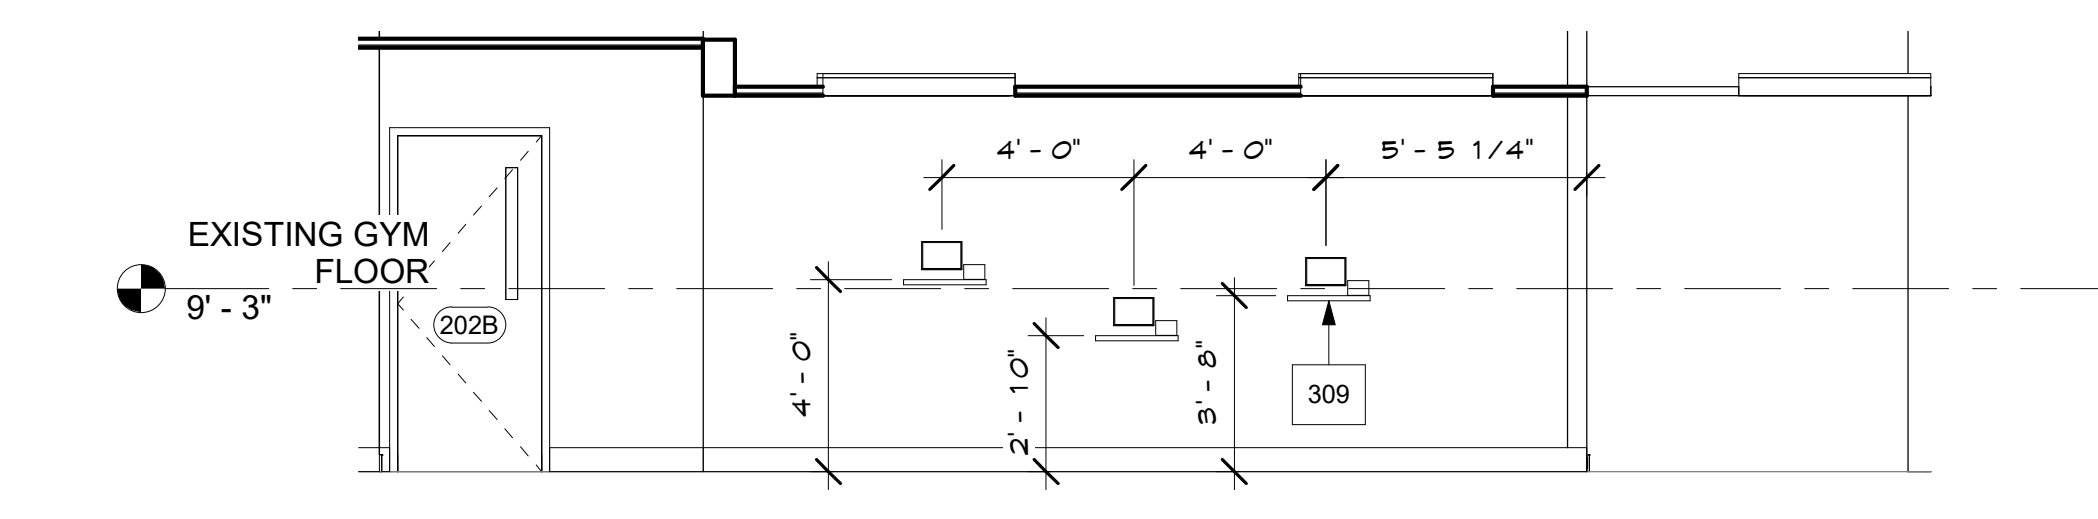 4' - 0" 4' - 0" 5' - 5 1/4"
EXISTING GYM
FLOOR
9' - 3"
202B
4' - 0"
2' - 10"
3' - 8"
309